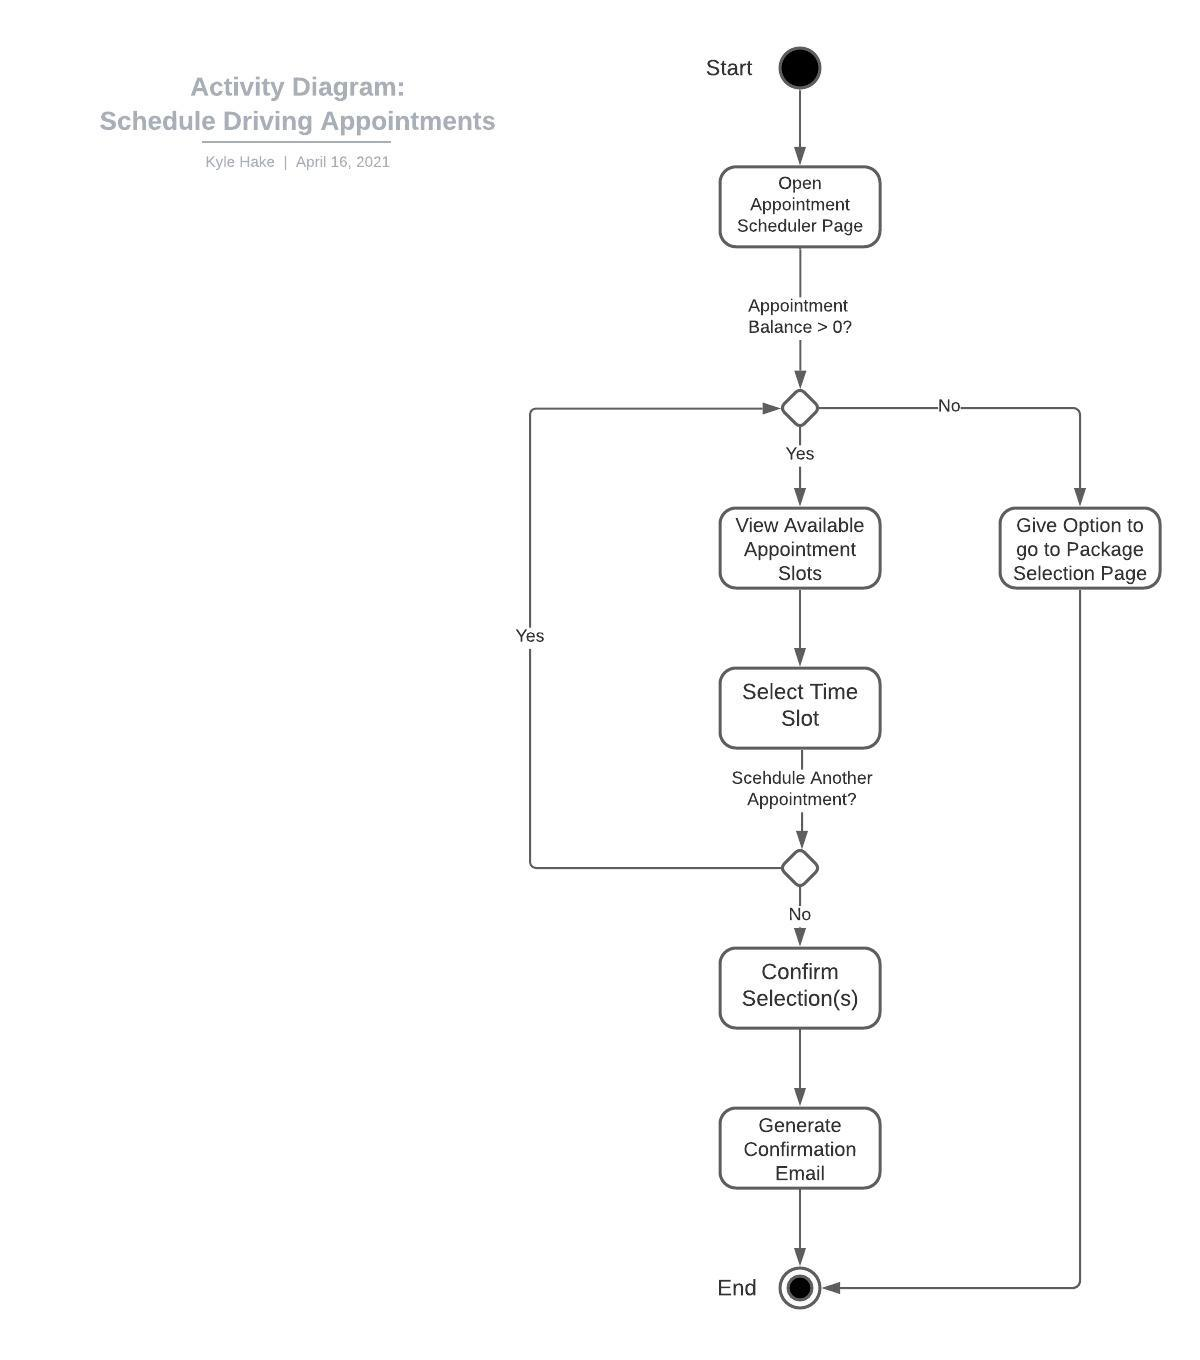 Activity Diagram:
Schedule Driving Appointments
Kyle Hake | April 16, 2021
Start
Open
Appointment
Scheduler Page
Appointment
Balance > 0?
No
Yes
View Available
Appointment
Slots
Give Option to
go to Package
Selection Page
Yes
Select Time
Slot
Scehdule Another
Appointment?
No
Confirm
Selection(s)
Generate
Confirmation
Email
End